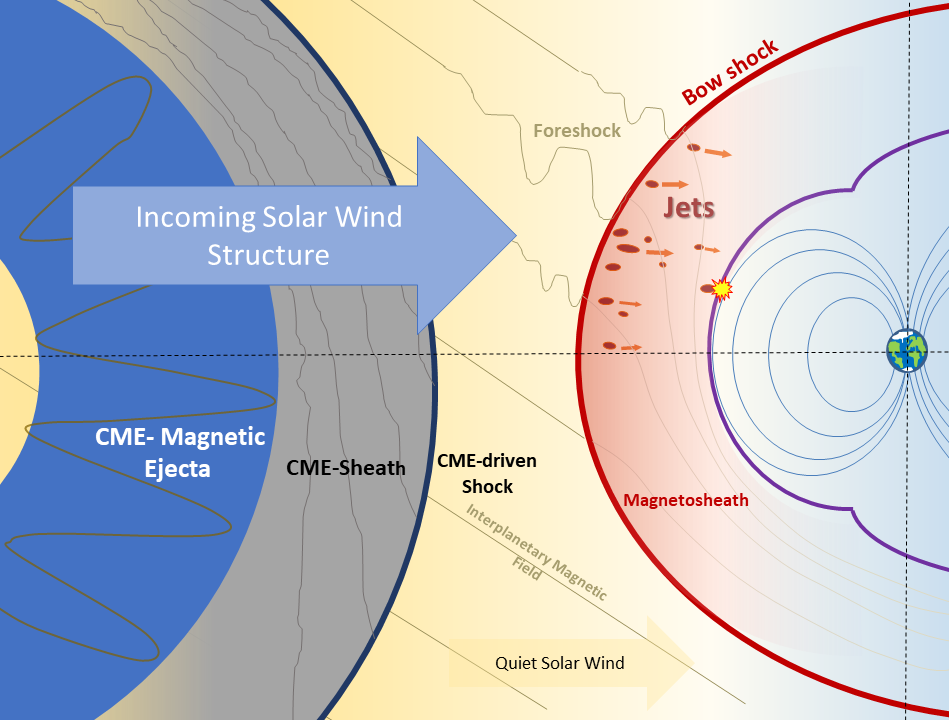 Bow shock
Foreshock
Incoming Solar Wind
Structure
Jets
CME- Magnetic
Ejecta
CME-Sheath
CME-driven
Shock
Magnetosheath
Interplanetary Magnetic
Field
Quiet Solar Wind